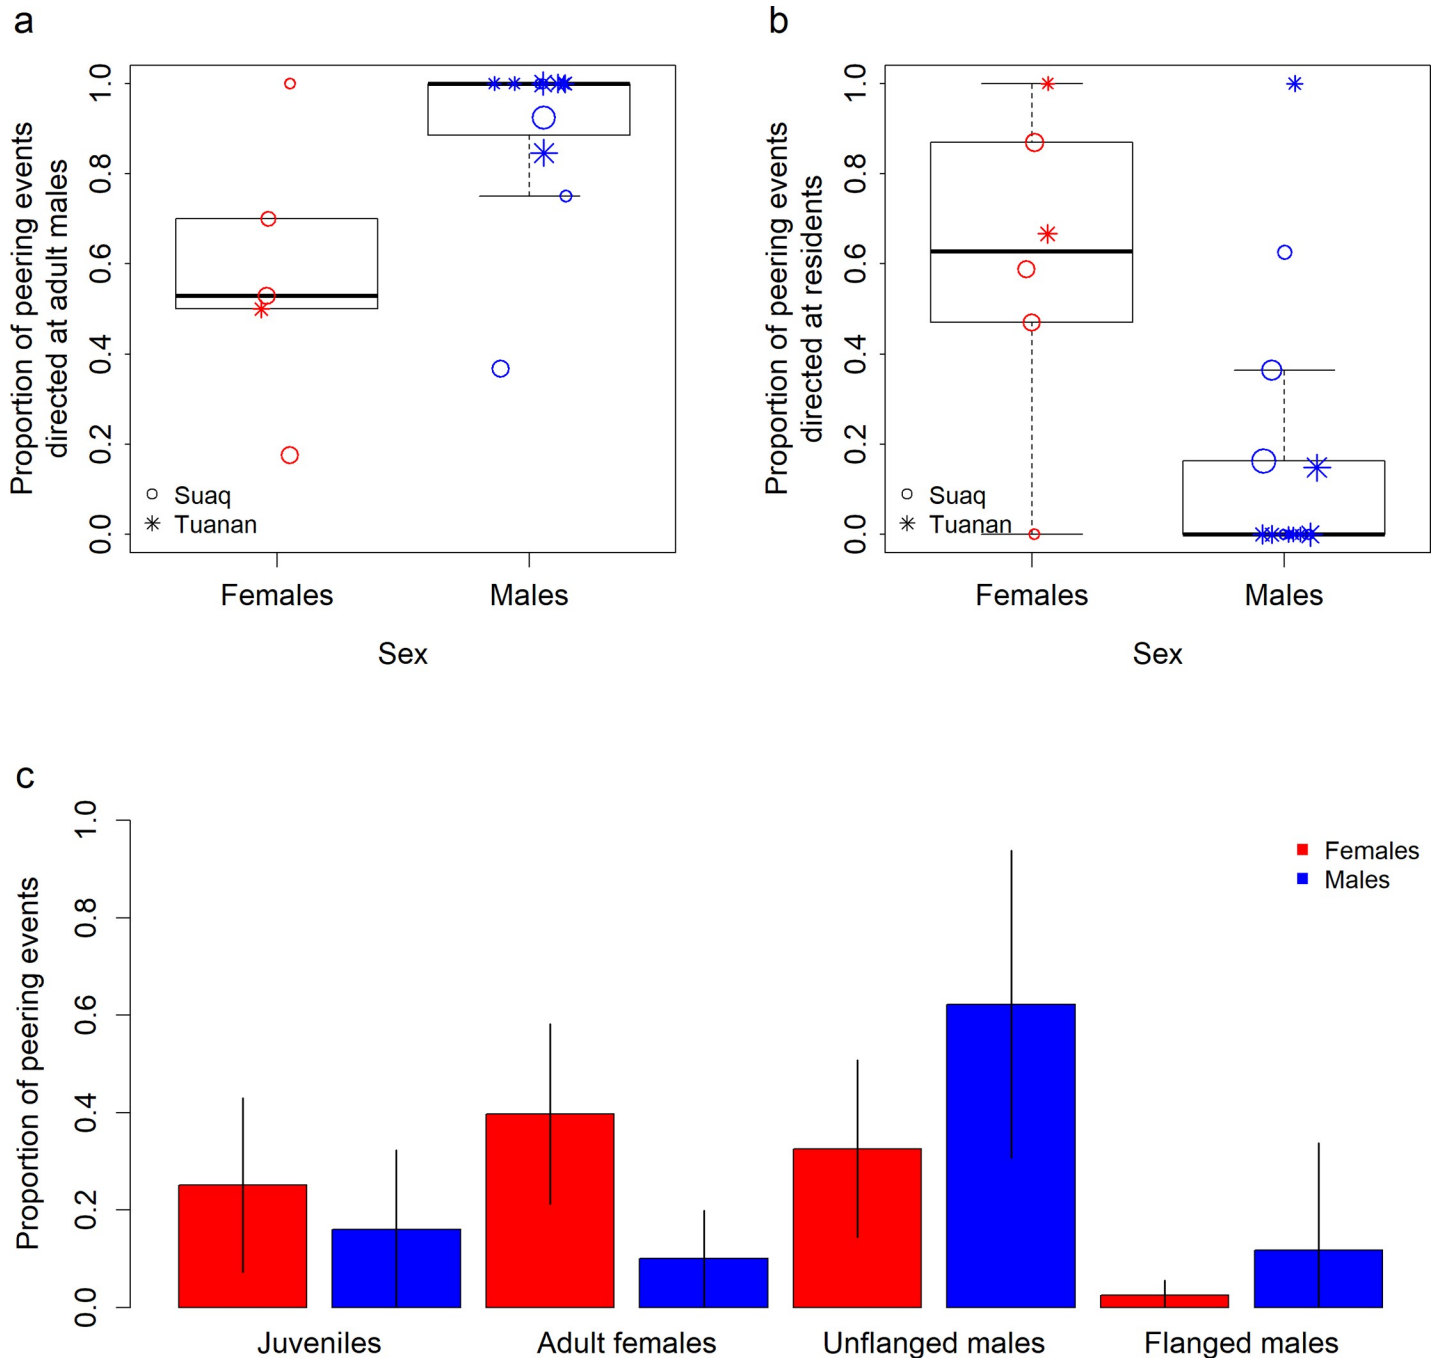 a
Proportion of peering events
directed at adult males
1.0
0.8
0.6
0.4
0.2
0.0
Suaq
Tuanan
Females
Males
Sex
b
Proportion of peering events
directed at residents
1.0
0.8
0.6
0.4
0.2
0.0
Suaq
Tuanan
Females
Males
Sex
c
Proportion of peering events
1.0
0.8
0.6
0.4
0.2
0.0
Females
Males
Juveniles
Adult females
Unflanged males
Flanged males